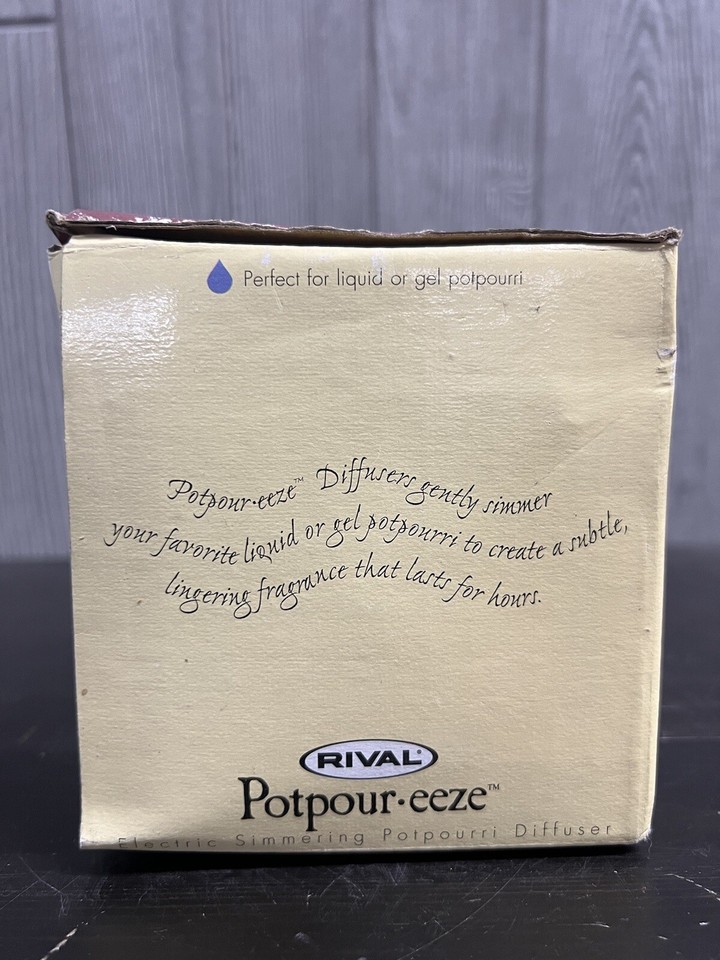 Perfect for liquid or gel potpourri
Potpour·eeze™ Diffusers gently simmer
your favorite liquid or gel potpourri to create a subtle,
lingering fragrance that lasts for hours.
RIVAL®
Potpour·eeze™
Electric Simmering Potpourri Diffuser